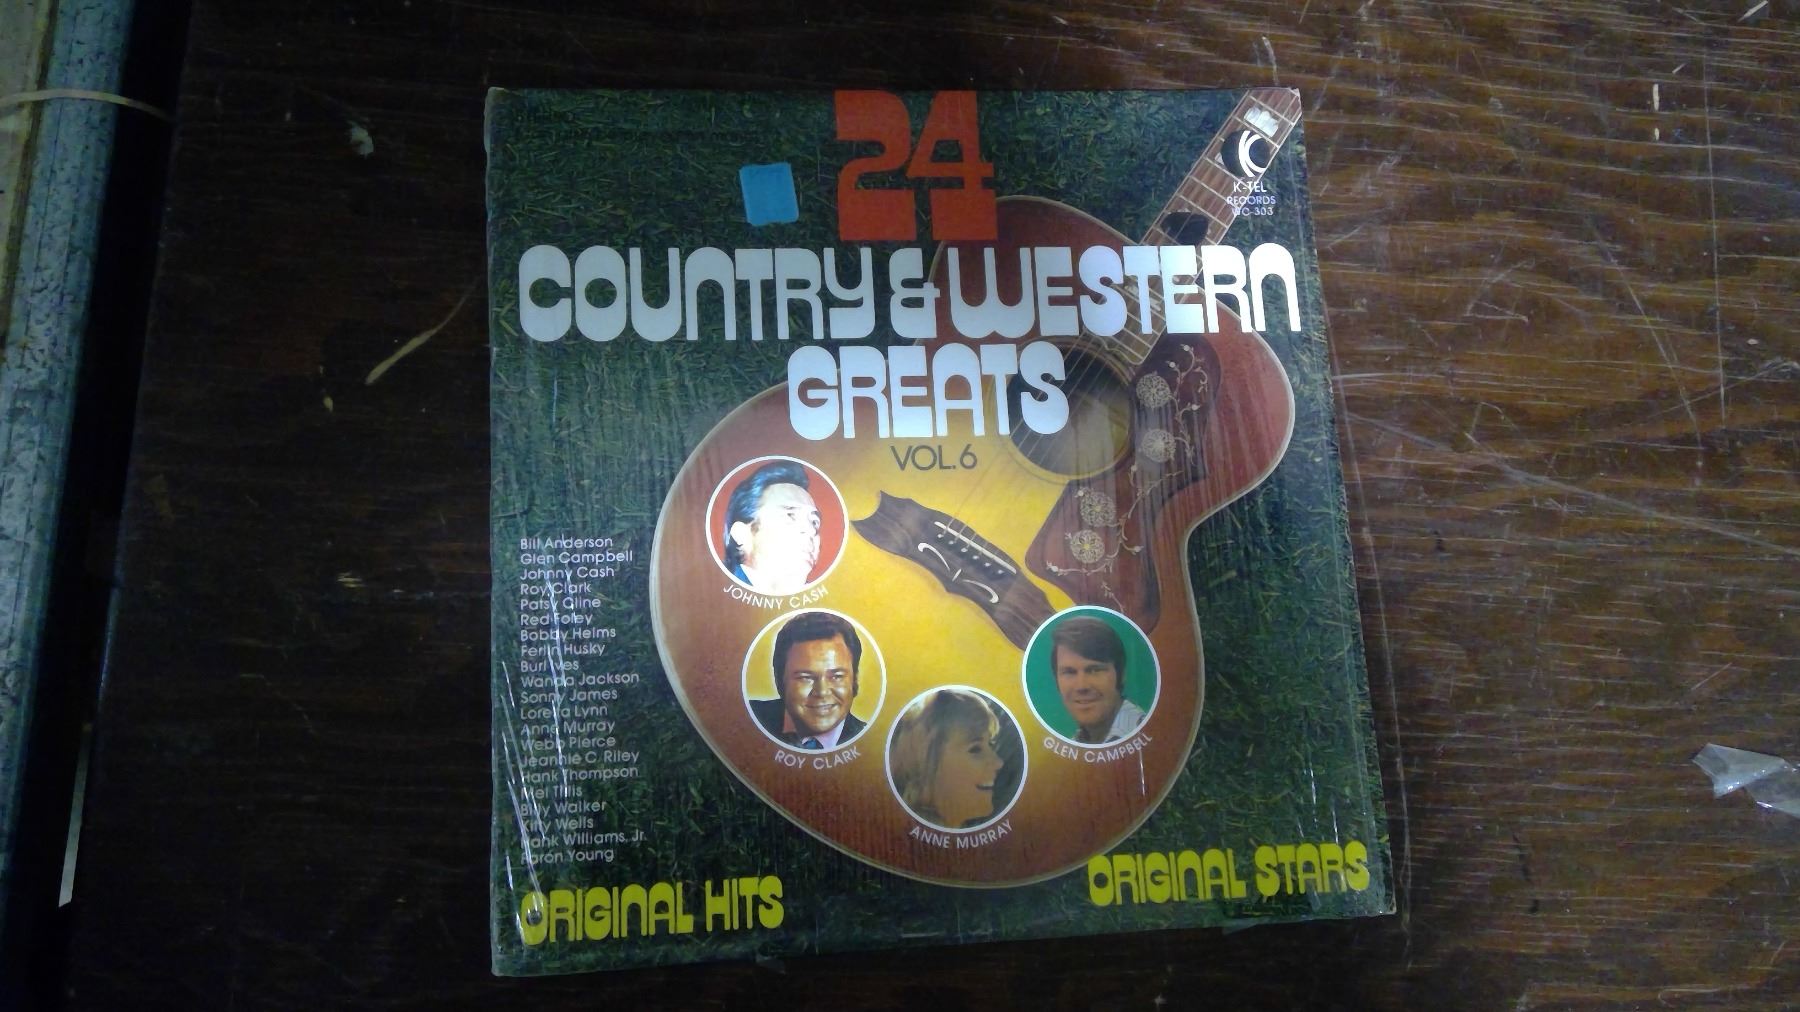 24
COUNTRY & WESTERN
GREATS
VOL. 6
K-TEL
RECORDS
WC-303
JOHNNY CASH
ROY CLARK
ANNE MURRAY
GLEN CAMPBELL
Bill Anderson
Glen Campbell
Johnny Cash
Roy Clark
Patsy Cline
Red Foley
Bobby Helms
Ferlin Husky
Burl Ives
Wanda Jackson
Sonny James
Loretta Lynn
Anne Murray
Webb Pierce
Jeannie C. Riley
Hank Thompson
Mel Tillis
Billy Walker
Kitty Wells
Hank Williams, Jr.
Faron Young
ORIGINAL HITS
ORIGINAL STARS